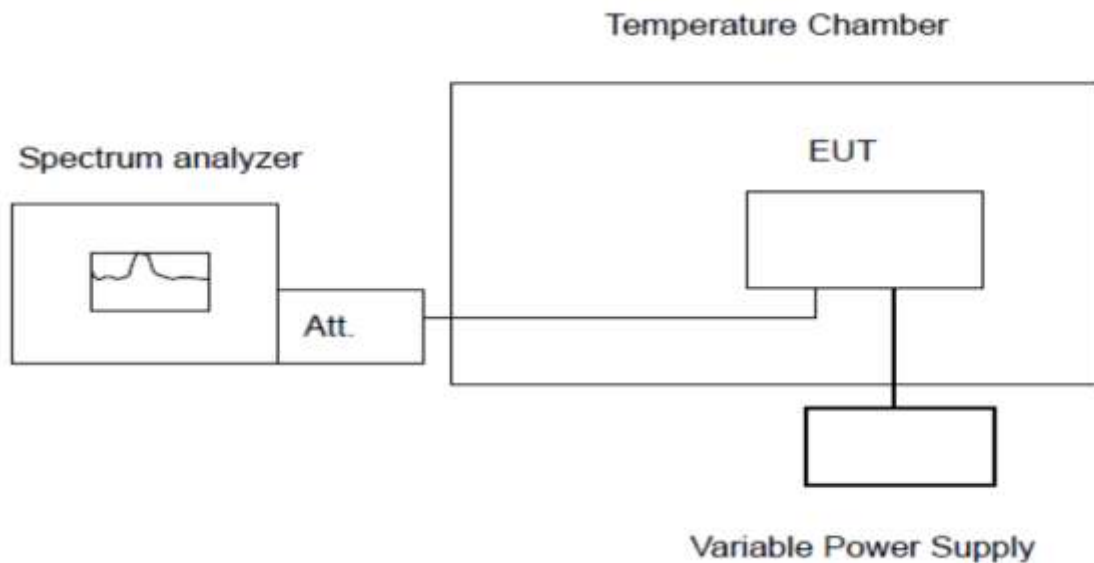 Temperature Chamber
Spectrum analyzer
EUT
Att.
Variable Power Supply